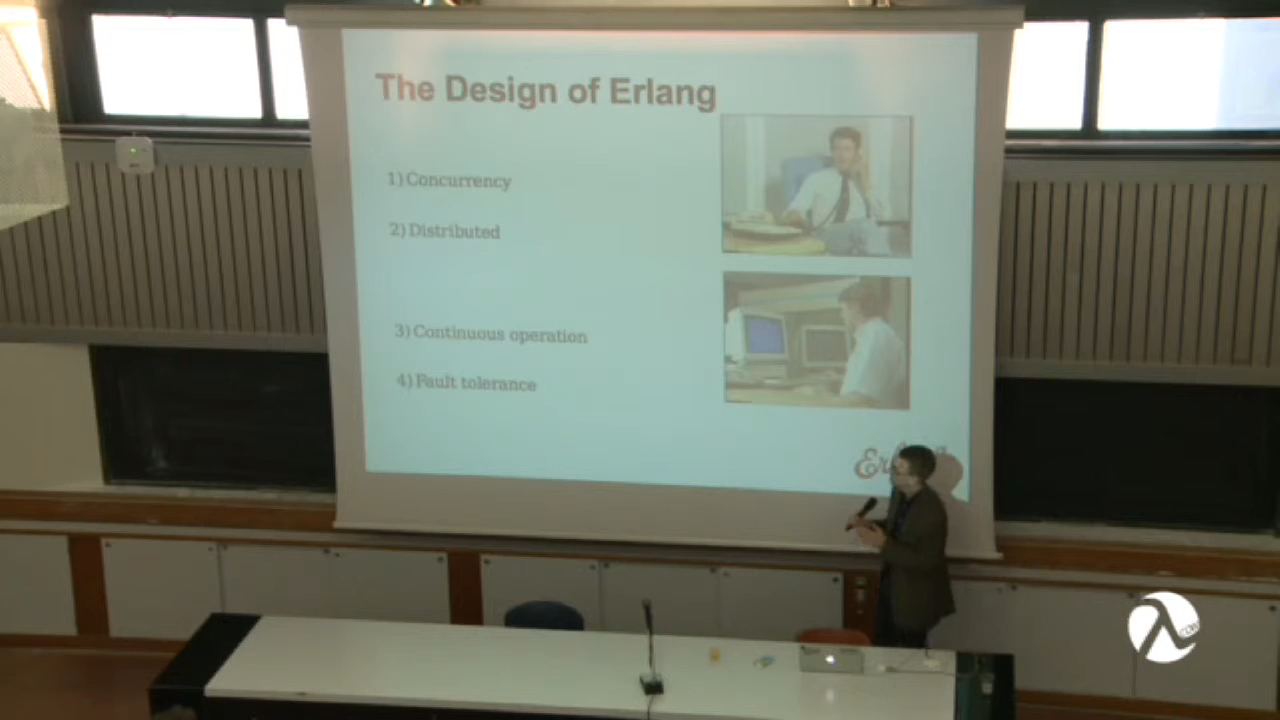 The Design of Erlang
1) Concurrency
2) Distributed
3) Continuous operation
4) Fault tolerance
λ